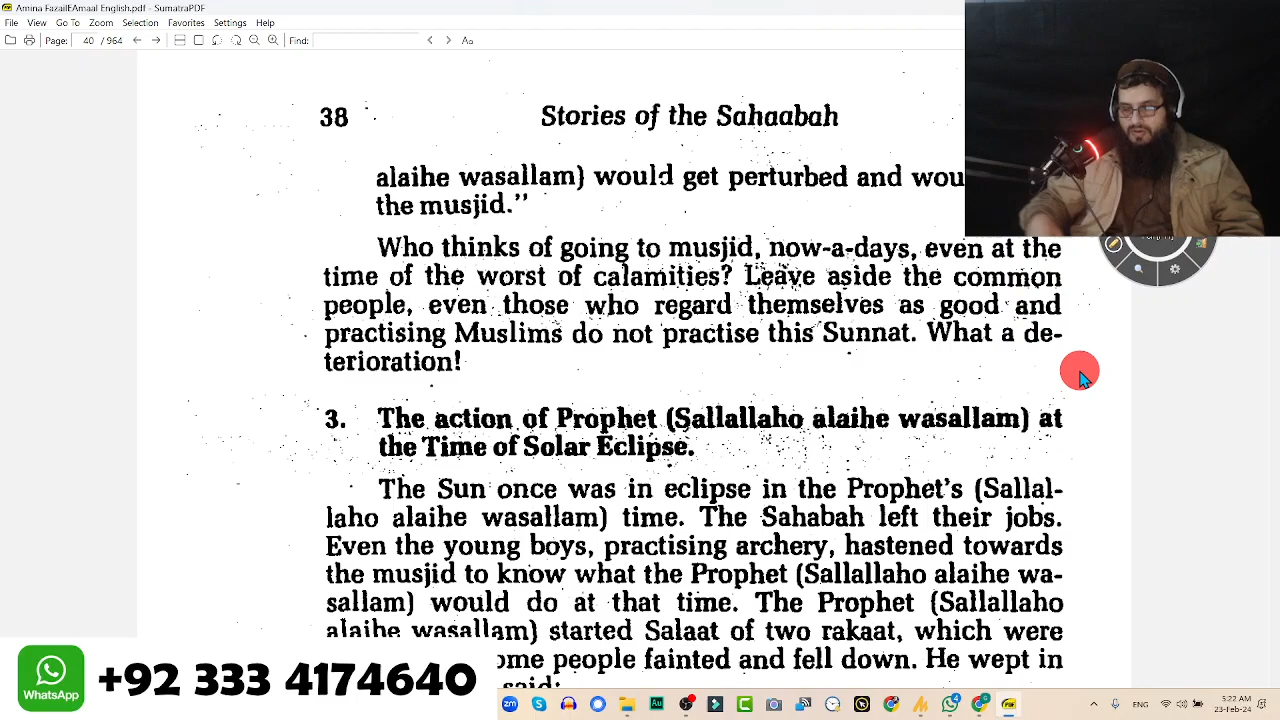 Amina FazailEAmaal English.pdf - SumatraPDF
File View Go To Zoom Selection Favorites Settings Help
Page: 40 / 964 Find: Aa
38 Stories of the Sahaabah
alaihe wasallam) would get perturbed and wou
the musjid."
Who thinks of going to musjid, now-a-days, even at the
time of the worst of calamities? Leave aside the common
people, even those who regard themselves as good and
practising Muslims do not practise this Sunnat. What a de-
terioration!
3. The action of Prophet (Sallallaho alaihe wasallam) at
the Time of Solar Eclipse.
The Sun once was in eclipse in the Prophet's (Sallal-
laho alaihe wasallam) time. The Sahabah left their jobs.
Even the young boys, practising archery, hastened towards
the musjid to know what the Prophet (Sallallaho alaihe wa-
sallam) would do at that time. The Prophet (Sallallaho
alaihe wasallam) started Salaat of two rakaat, which were
ome people fainted and fell down. He wept in
said:
WhatsApp
+92 333 4174640
zm S Au 4 G PDF
ENG 5:22 AM
23-Feb-24